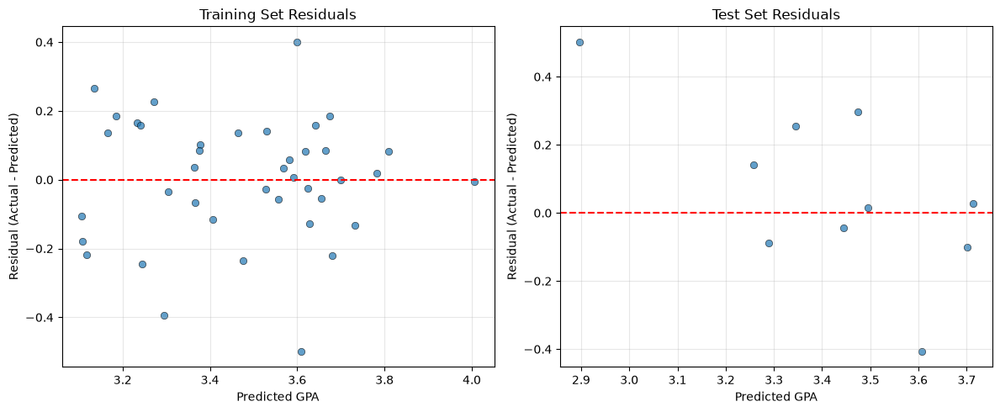 Training Set Residuals
Residual (Actual - Predicted)
0.4
0.2
0.0
−0.2
−0.4
3.2 3.4 3.6 3.8 4.0
Predicted GPA
Test Set Residuals
Residual (Actual - Predicted)
0.4
0.2
0.0
−0.2
−0.4
2.9 3.0 3.1 3.2 3.3 3.4 3.5 3.6 3.7
Predicted GPA